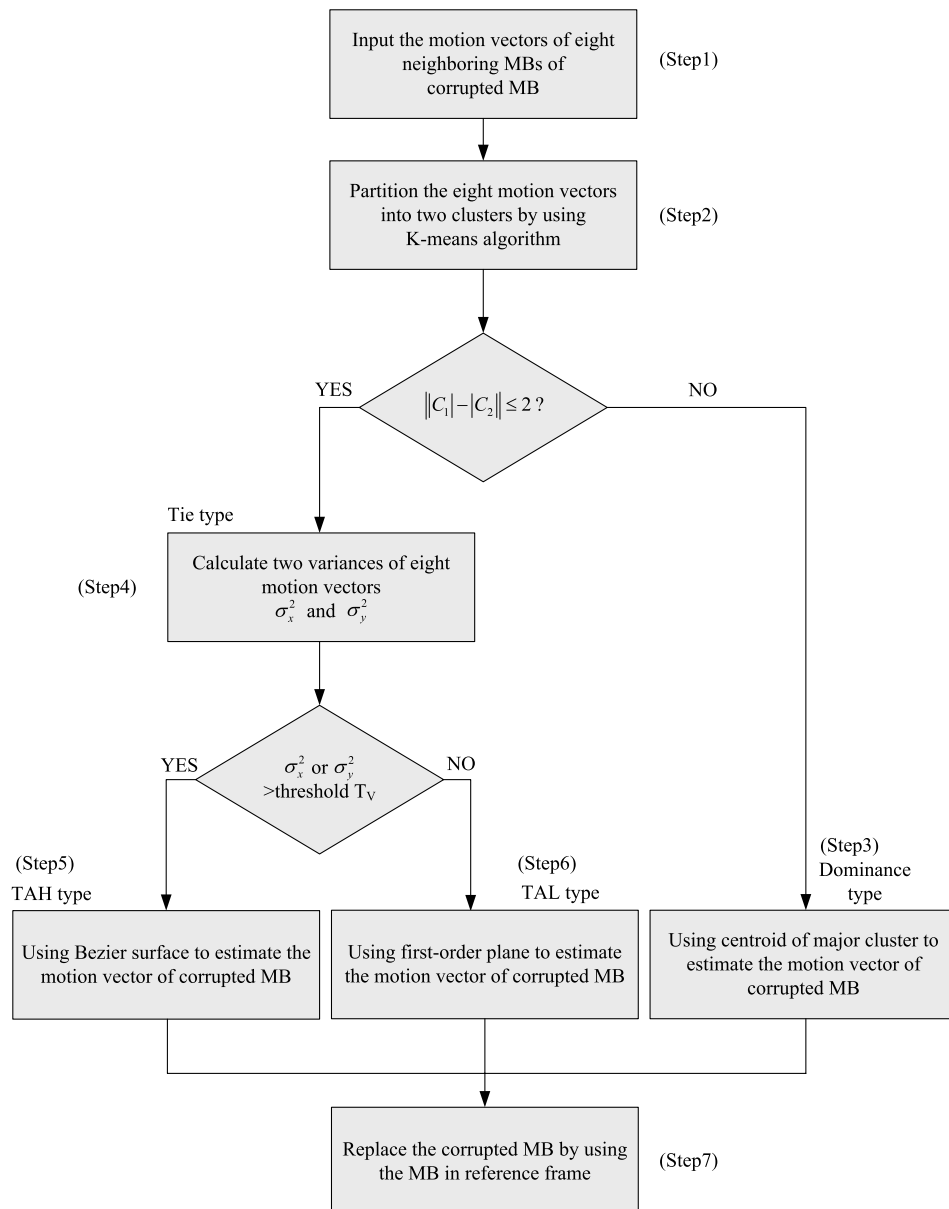 Input the motion vectors of eight
neighboring MBs of
corrupted MB
(Step1)
Partition the eight motion vectors
into two clusters by using
K-means algorithm
(Step2)
YES
||C₁|−|C₂|| ≤ 2 ?
NO
Tie type
(Step4)
Calculate two variances of eight
motion vectors
σₓ² and σᵧ²
YES
σₓ² or σᵧ²
>threshold Tᵥ
NO
(Step5)
TAH type
(Step6)
TAL type
(Step3)
Dominance
type
Using Bezier surface to estimate the
motion vector of corrupted MB
Using first-order plane to estimate
the motion vector of corrupted MB
Using centroid of major cluster to
estimate the motion vector of
corrupted MB
Replace the corrupted MB by using
the MB in reference frame
(Step7)